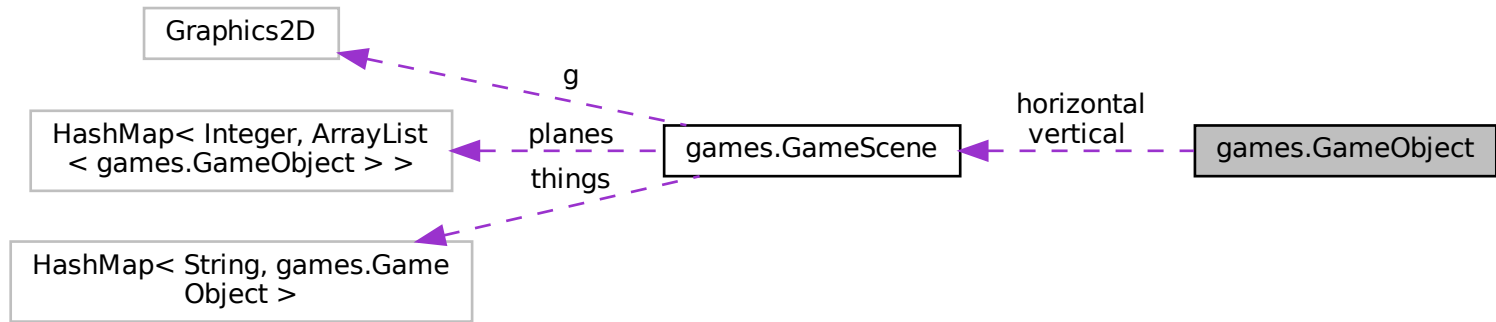 Graphics2D
g
HashMap< Integer, ArrayList
< games.GameObject > >
planes
games.GameScene
horizontal
vertical
games.GameObject
things
HashMap< String, games.Game
Object >